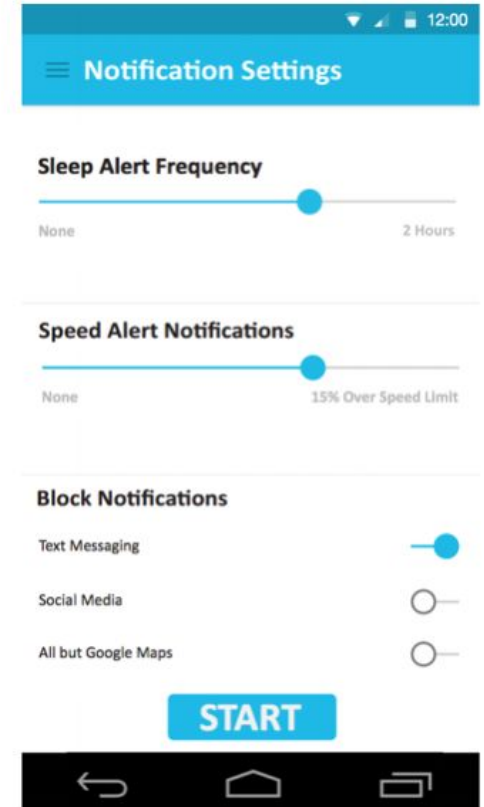 12:00
Notification Settings
Sleep Alert Frequency
None 2 Hours
Speed Alert Notifications
None 15% Over Speed Limit
Block Notifications
Text Messaging
Social Media
All but Google Maps
START